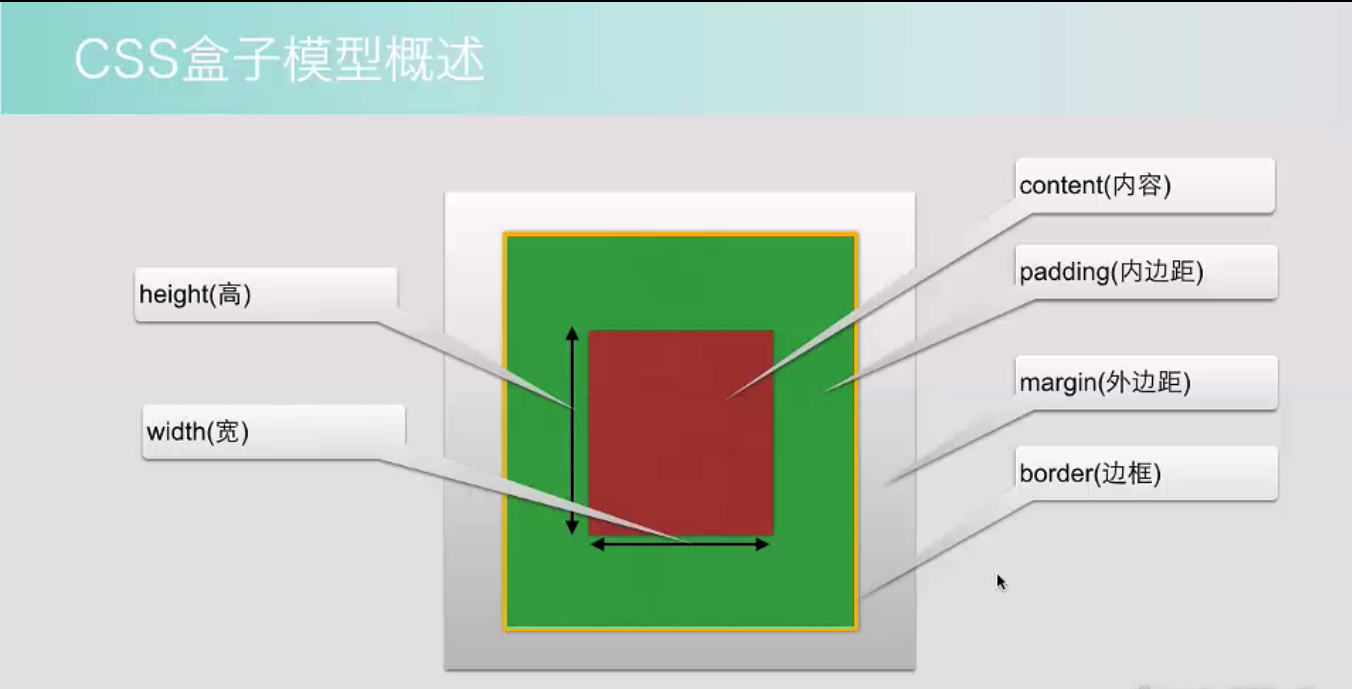 CSS盒子模型概述
content(内容)
padding(内边距)
height(高)
margin(外边距)
width(宽)
border(边框)